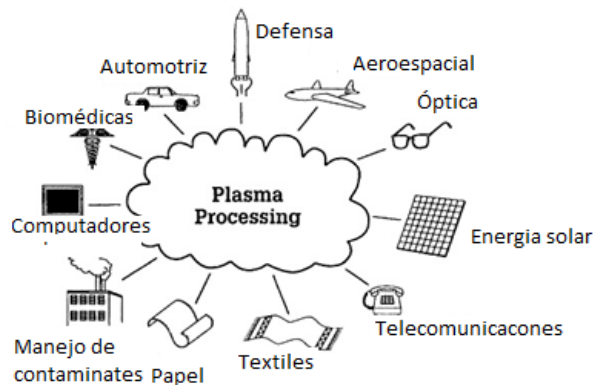 Defensa
Automotriz
Aeroespacial
Óptica
Biomédicas
Plasma
Processing
Computadores
Energia solar
Telecomunicacones
Manejo de
contaminates
Papel
Textiles